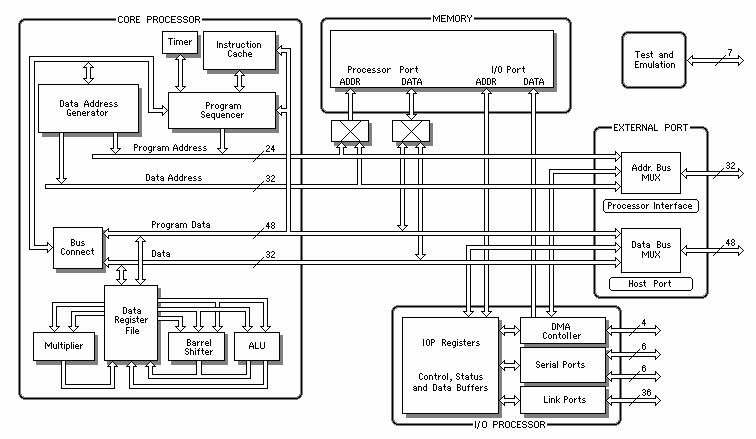 CORE PROCESSOR
Timer
Instruction
Cache
Data Address
Generator
Program
Sequencer
Program Address
24
Data Address
32
Program Data
48
Bus
Connect
Data
32
Data
Register
File
Multiplier
Barrel
Shifter
ALU
MEMORY
Processor Port
I/O Port
ADDR
DATA
ADDR
DATA
Test and
Emulation
7
EXTERNAL PORT
Addr. Bus
MUX
32
Processor Interface
Data Bus
MUX
48
Host Port
IOP Registers
Control, Status
and Data Buffers
DMA
Contoller
4
Serial Ports
6
6
Link Ports
36
I/O PROCESSOR